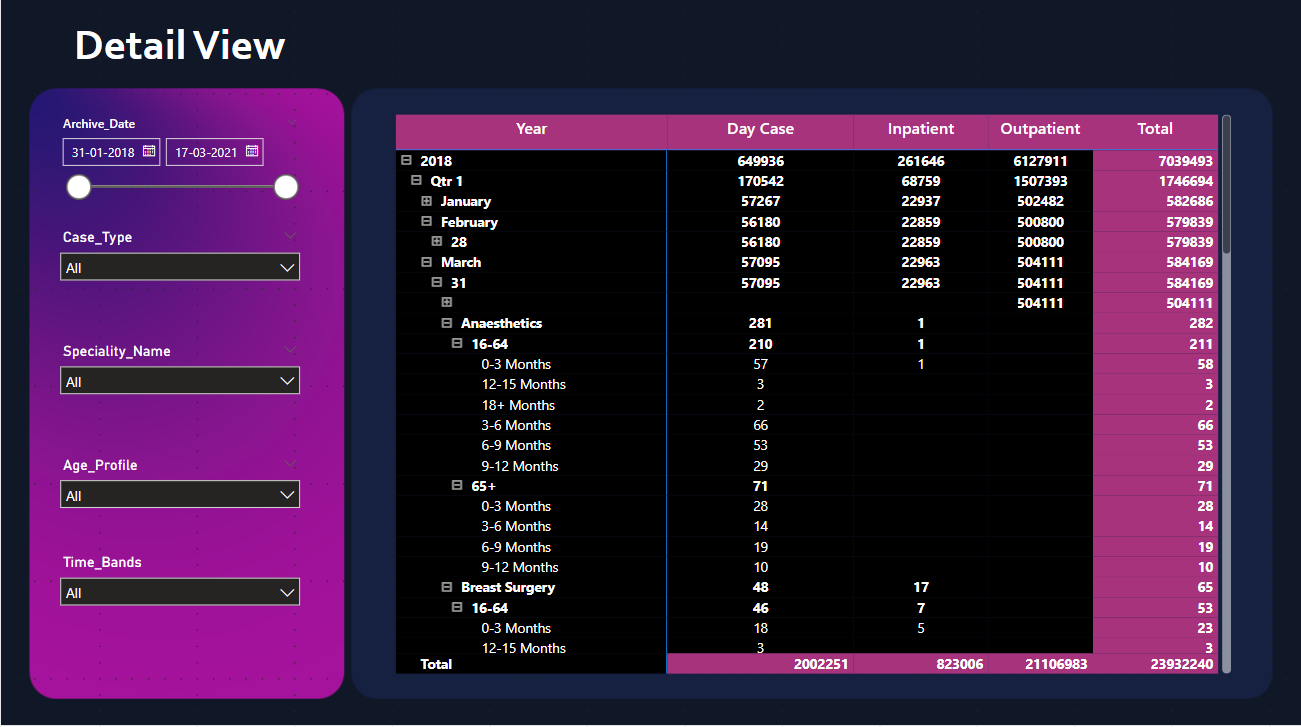 Detail View
Archive_Date
31-01-2018 17-03-2021
Case_Type
All
Speciality_Name
All
Age_Profile
All
Time_Bands
All
Year Day Case Inpatient Outpatient Total
2018 649936 261646 6127911 7039493
Qtr 1 170542 68759 1507393 1746694
January 57267 22937 502482 582686
February 56180 22859 500800 579839
28 56180 22859 500800 579839
March 57095 22963 504111 584169
31 57095 22963 504111 584169
504111 504111
Anaesthetics 281 1 282
16-64 210 1 211
0-3 Months 57 1 58
12-15 Months 3 3
18+ Months 2 2
3-6 Months 66 66
6-9 Months 53 53
9-12 Months 29 29
65+ 71 71
0-3 Months 28 28
3-6 Months 14 14
6-9 Months 19 19
9-12 Months 10 10
Breast Surgery 48 17 65
16-64 46 7 53
0-3 Months 18 5 23
12-15 Months 3 3
Total 2002251 823006 21106983 23932240